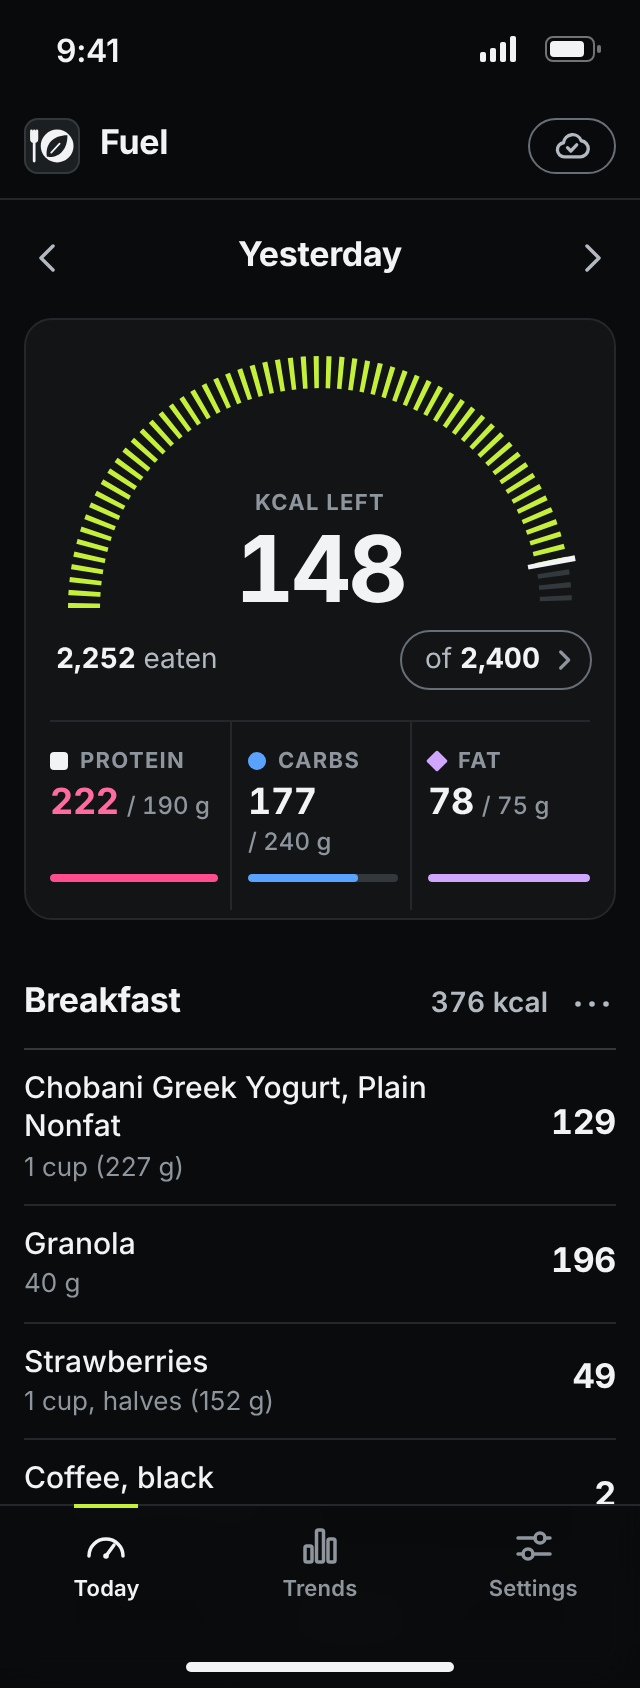 9:41
Fuel
Yesterday
KCAL LEFT
148
2,252 eaten
of 2,400
PROTEIN
222 / 190 g
CARBS
177
/ 240 g
FAT
78 / 75 g
Breakfast
376 kcal
Chobani Greek Yogurt, Plain
Nonfat
129
1 cup (227 g)
Granola
196
40 g
Strawberries
49
1 cup, halves (152 g)
Coffee, black
2
Today
Trends
Settings